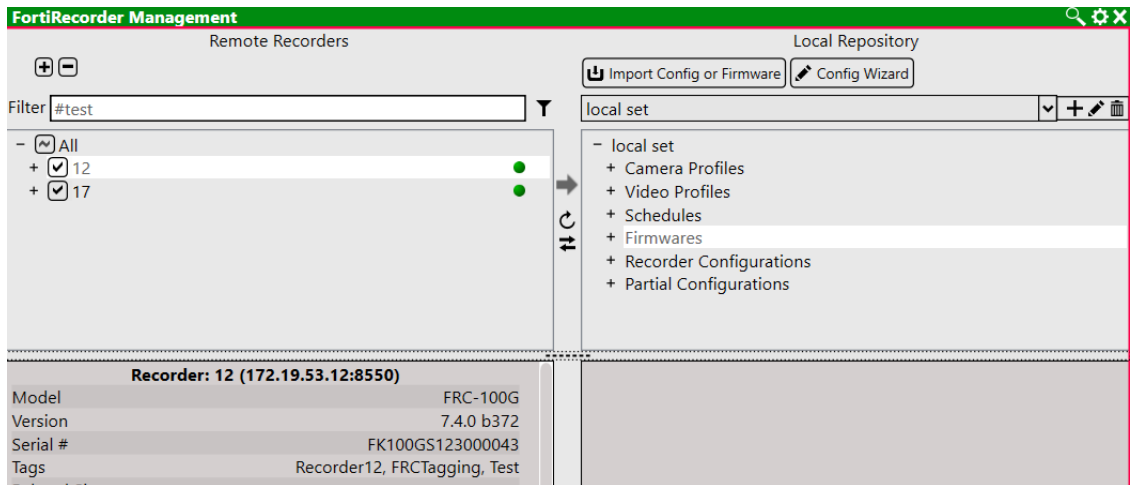 FortiRecorder Management
Remote Recorders
Filter #test
All
12
17
Recorder: 12 (172.19.53.12:8550)
Model FRC-100G
Version 7.4.0 b372
Serial # FK100GS123000043
Tags Recorder12, FRCTagging, Test
Local Repository
Import Config or Firmware Config Wizard
local set
local set
Camera Profiles
Video Profiles
Schedules
Firmwares
Recorder Configurations
Partial Configurations